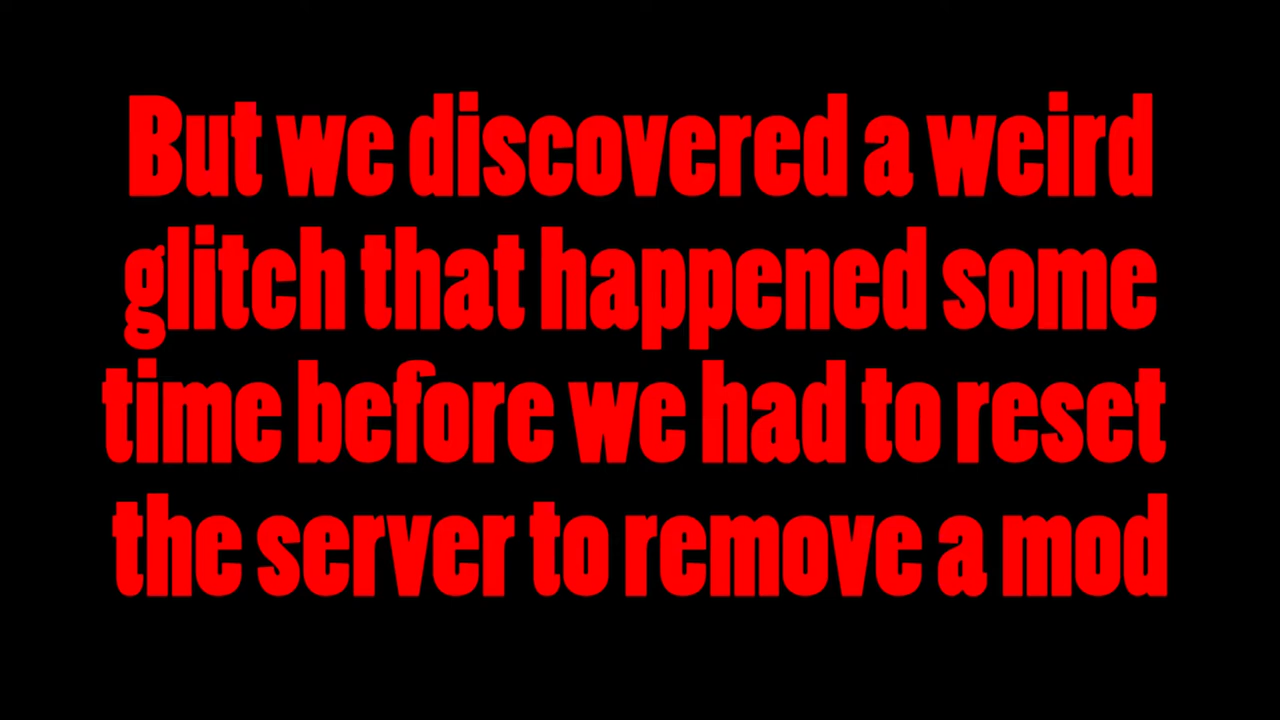 But we discovered a weird
glitch that happened some
time before we had to reset
the server to remove a mod